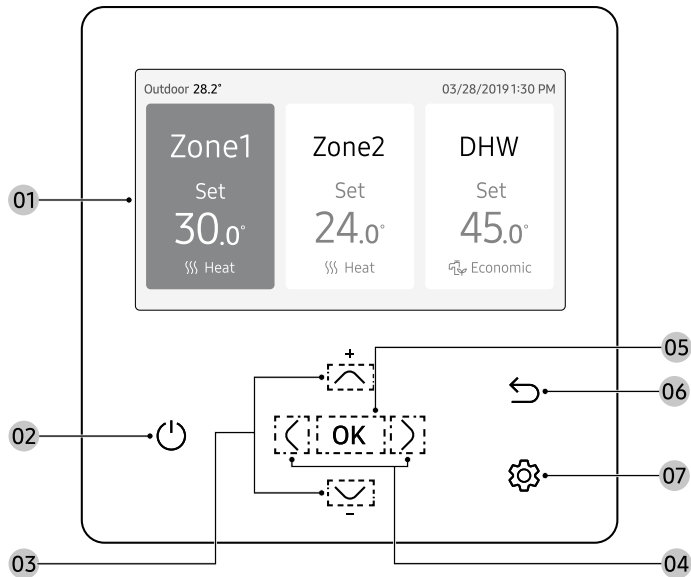 Outdoor 28.2° 03/28/2019 1:30 PM
Zone1 Zone2 DHW
Set Set Set
30.0° 24.0° 45.0°
Heat Heat Economic
01
+
05
06
02
OK
07
-
03
04